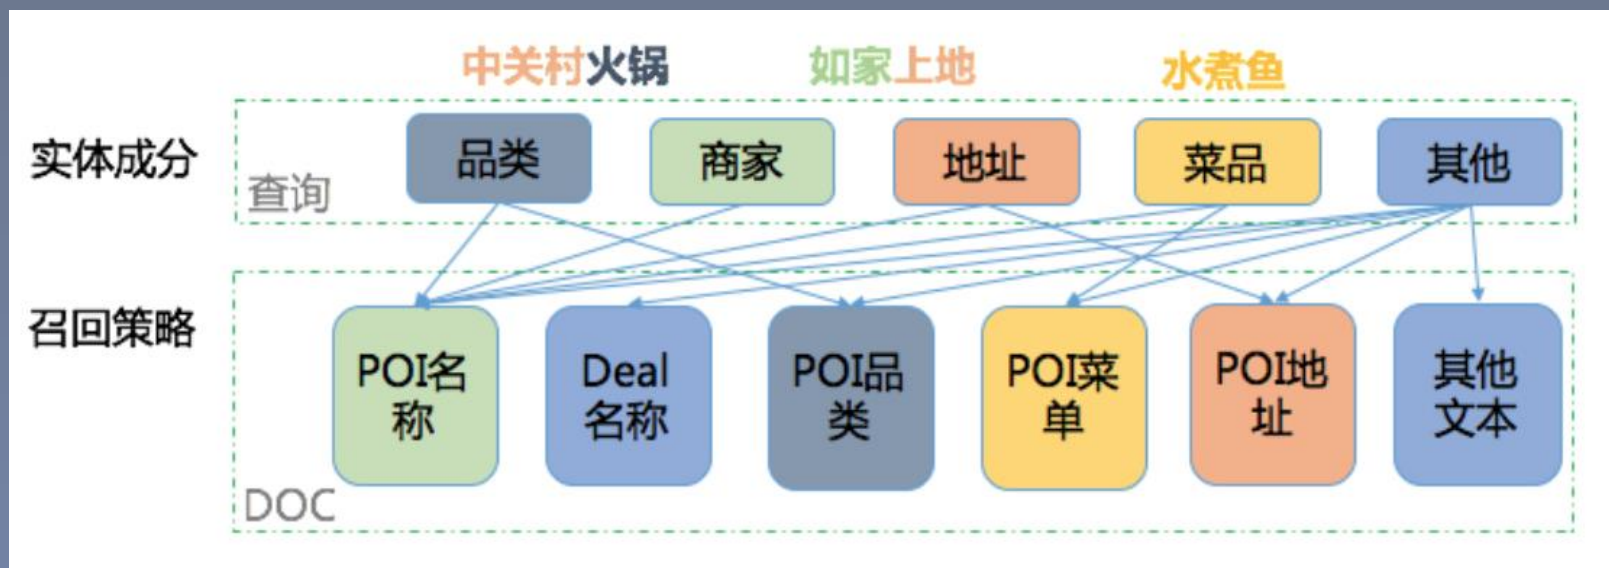 中关村火锅 如家上地 水煮鱼
实体成分
查询
品类 商家 地址 菜品 其他
召回策略
POI名
称
Deal
名称
POI品
类
POI菜
单
POI地
址
其他
文本
DOC